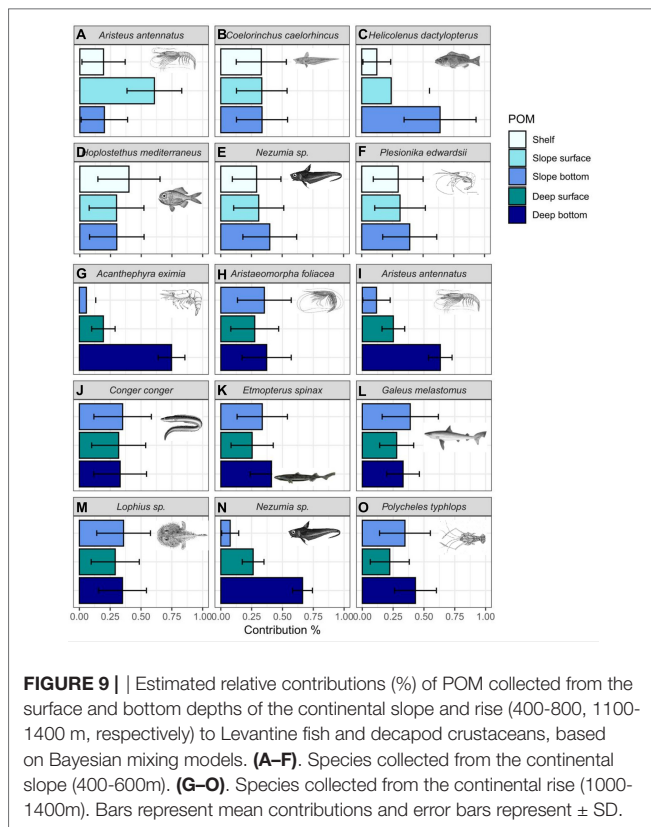 A Aristeus antennatus
B Coelorinchus caelorhincus
C Helicolenus dactylopterus
D Hoplostethus mediterraneus
E Nezumia sp.
F Plesionika edwardsii
G Acanthephyra eximia
H Aristaeomorpha foliacea
I Aristeus antennatus
J Conger conger
K Etmopterus spinax
L Galeus melastomus
M Lophius sp.
N Nezumia sp.
O Polycheles typhlops
0.00 0.25 0.50 0.75 1.00
0.00 0.25 0.50 0.75 1.00
0.00 0.25 0.50 0.75 1.00
Contribution %
POM
Shelf
Slope surface
Slope bottom
Deep surface
Deep bottom
FIGURE 9 | | Estimated relative contributions (%) of POM collected from the
surface and bottom depths of the continental slope and rise (400-800, 1100-
1400 m, respectively) to Levantine fish and decapod crustaceans, based
on Bayesian mixing models. (A–F). Species collected from the continental
slope (400-600m). (G–O). Species collected from the continental rise (1000-
1400m). Bars represent mean contributions and error bars represent ± SD.